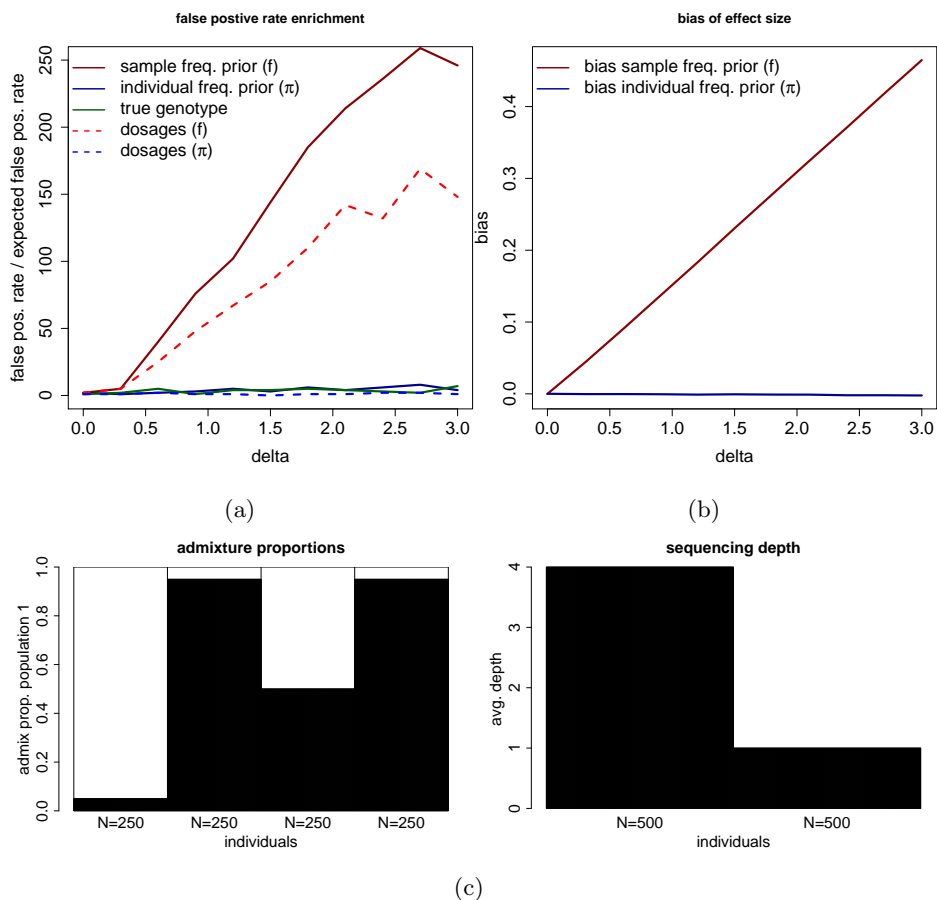 false postive rate enrichment
false pos. rate / expected false pos. rate
250
200
150
100
50
0
sample freq. prior (f)
individual freq. prior (π)
true genotype
dosages (f)
dosages (π)
0.0 0.5 1.0 1.5 2.0 2.5 3.0
delta
(a)
bias of effect size
bias
0.4
0.3
0.2
0.1
0.0
bias sample freq. prior (f)
bias individual freq. prior (π)
0.0 0.5 1.0 1.5 2.0 2.5 3.0
delta
(b)
admixture proportions
admix prop. population 1
1.0
0.8
0.6
0.4
0.2
0.0
N=250 N=250 N=250 N=250
individuals
sequencing depth
avg. depth
4
3
2
1
0
N=500 N=500
individuals
(c)